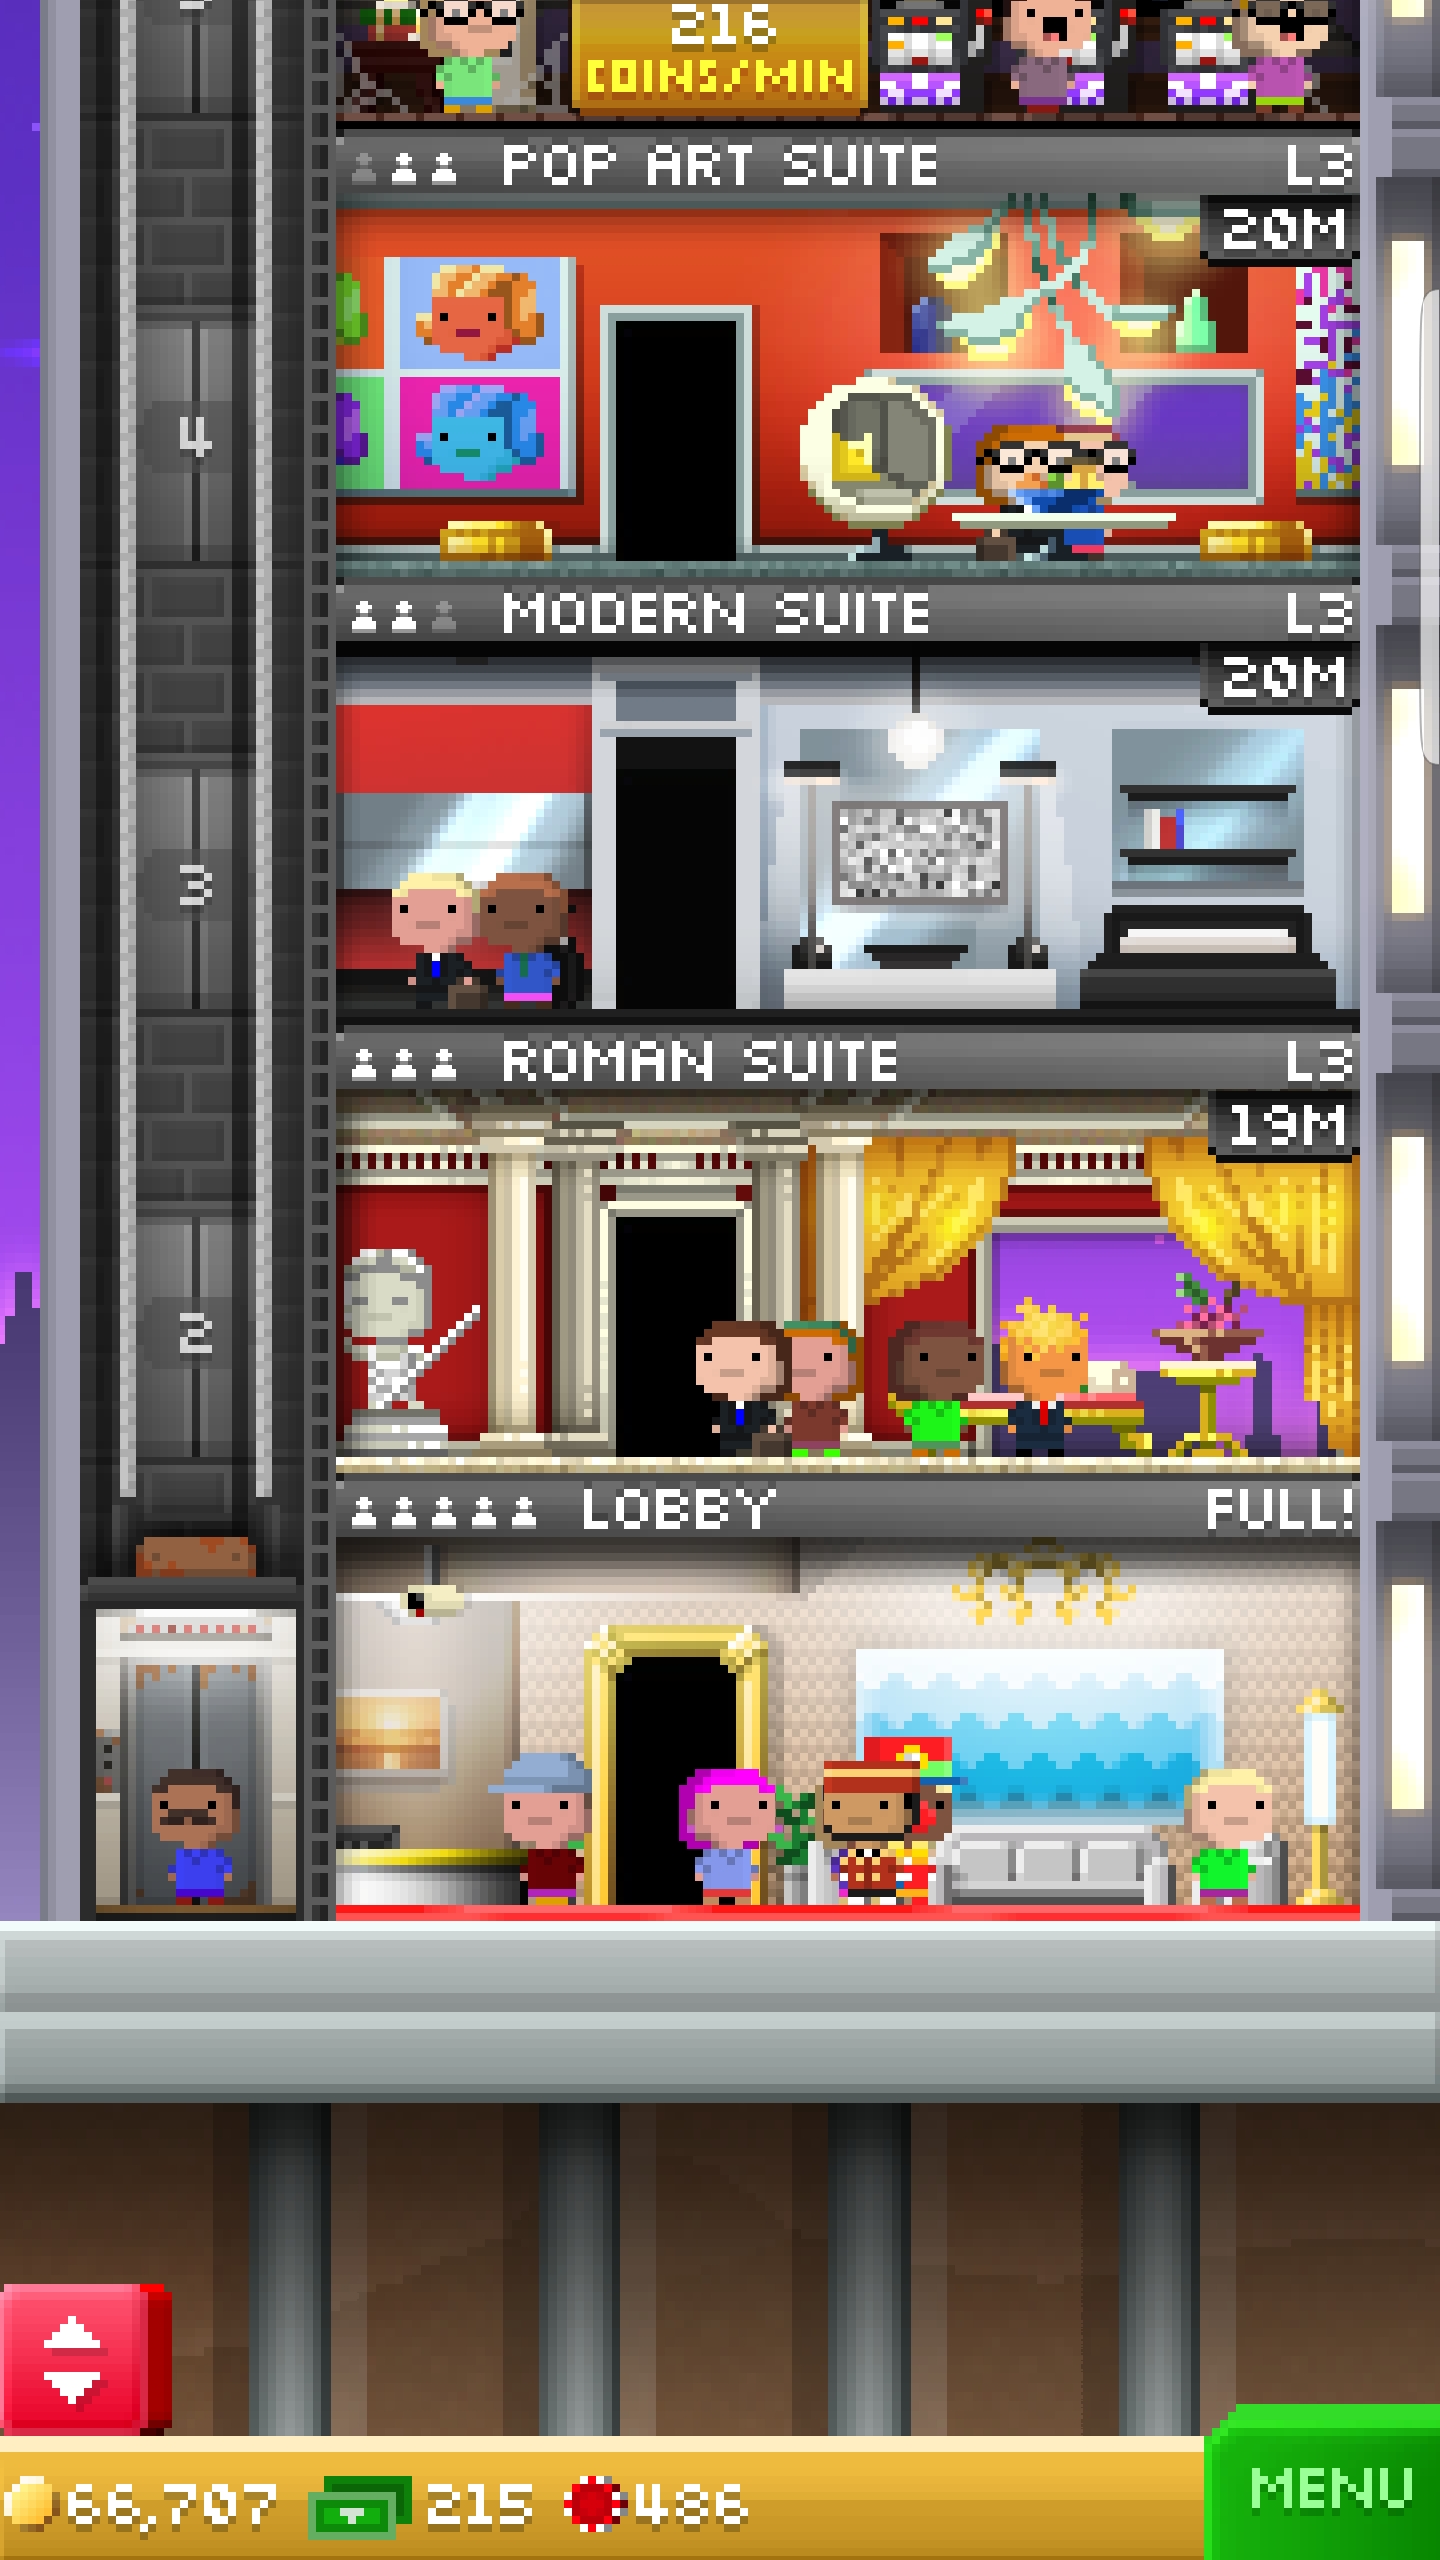 216
COINS/MIN
POP ART SUITE L3
20M
4
MODERN SUITE L3
20M
3
ROMAN SUITE L3
19M
2
LOBBY FULL!
66,707 215 486
MENU